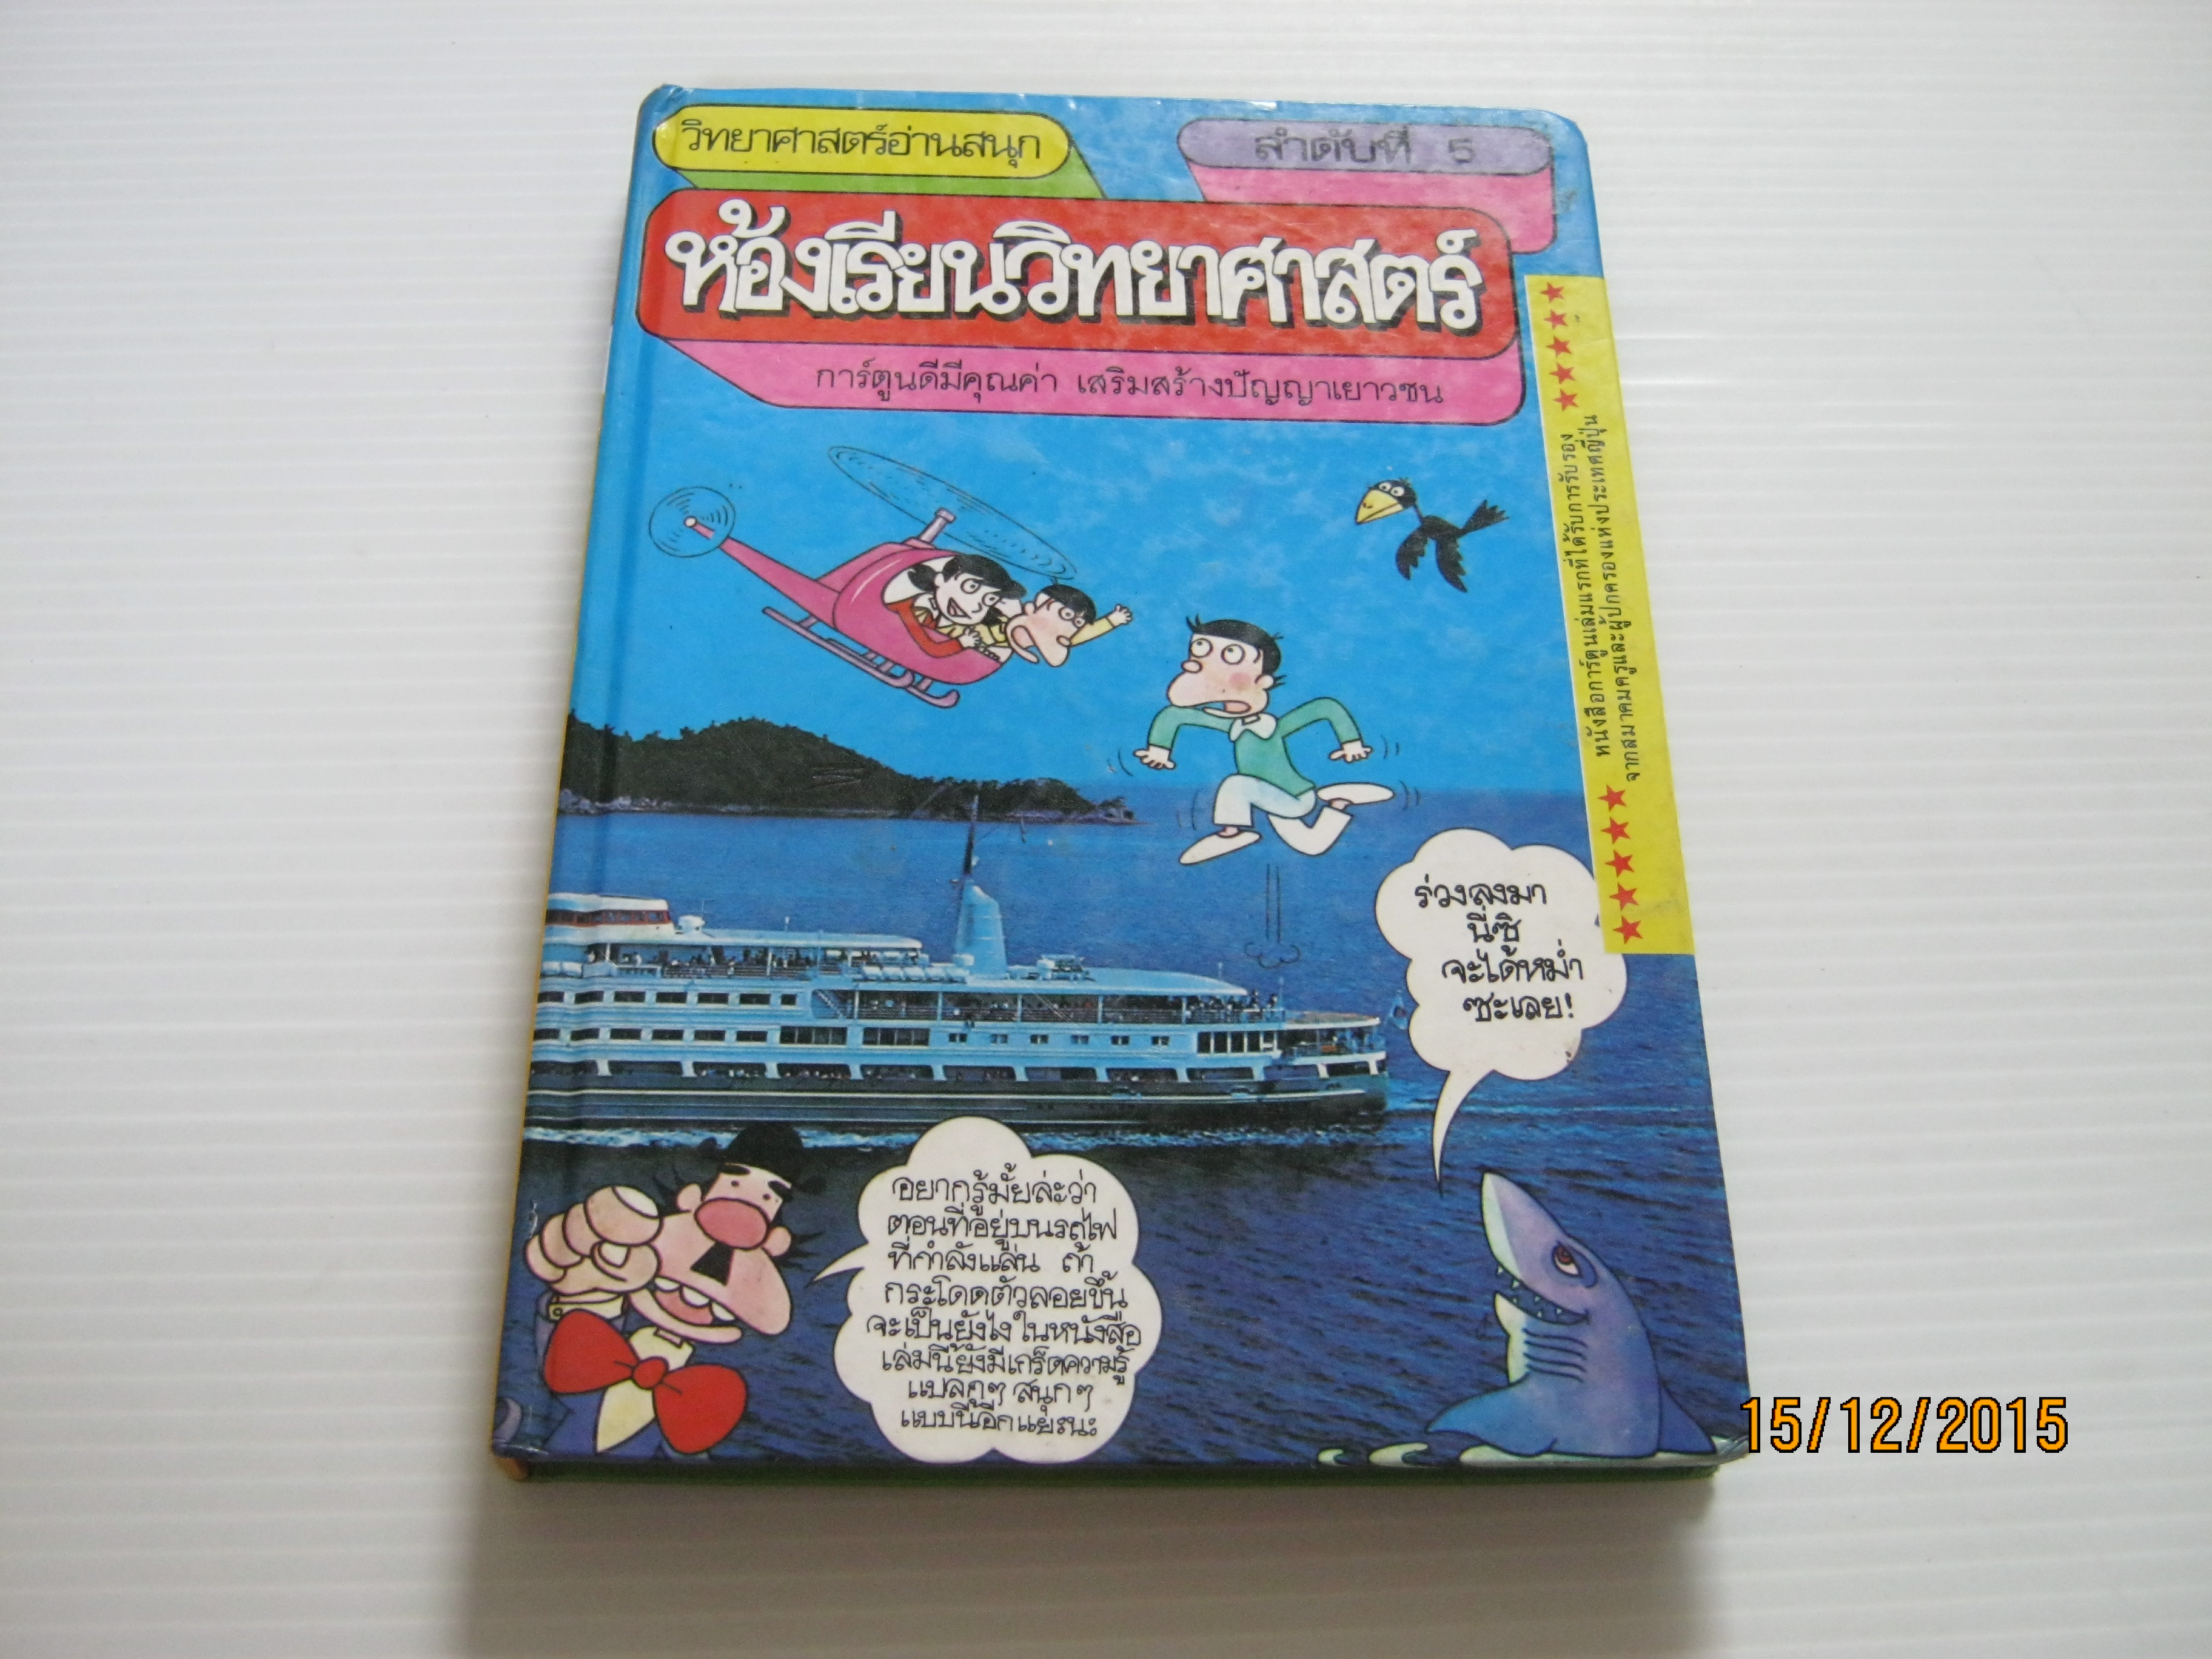 วิทยาศาสตร์อ่านสนุก
ลำดับที่ 5
ห้องเรียนวิทยาศาสตร์
การ์ตูนดีมีคุณค่า เสริมสร้างปัญญาเยาวชน
หนังสือการ์ตูนเล่มแรกที่ได้รับการรับรอง
จากสมาคมครูและผู้ปกครองแห่งประเทศญี่ปุ่น
ร่วงลงมา
นี่ซิ
จะได้หม่ำ
ซะเลย!
อยากรู้มั้ยล่ะว่า
ตอนที่อยู่บนรถไฟ
ที่กำลังแล่น ถ้า
กระโดดตัวลอยขึ้น
จะเป็นยังไง ในหนังสือ
เล่มนี้ยังมีเกร็ดความรู้
แปลกๆ สนุกๆ
แบบนี้อีกแยะนะ
15/12/2015